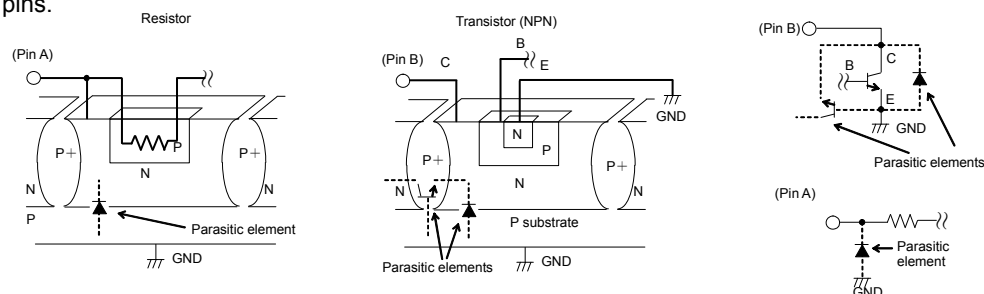 pins.
Resistor
(Pin A)
P+
P
P+
N
N
N
P
Parasitic element
GND
Transistor (NPN)
(Pin B)
C
B
E
GND
N
P
P+
P+
N
N
N
P substrate
Parasitic elements
GND
(Pin B)
B
C
E
GND
Parasitic elements
(Pin A)
Parasitic
element
GND